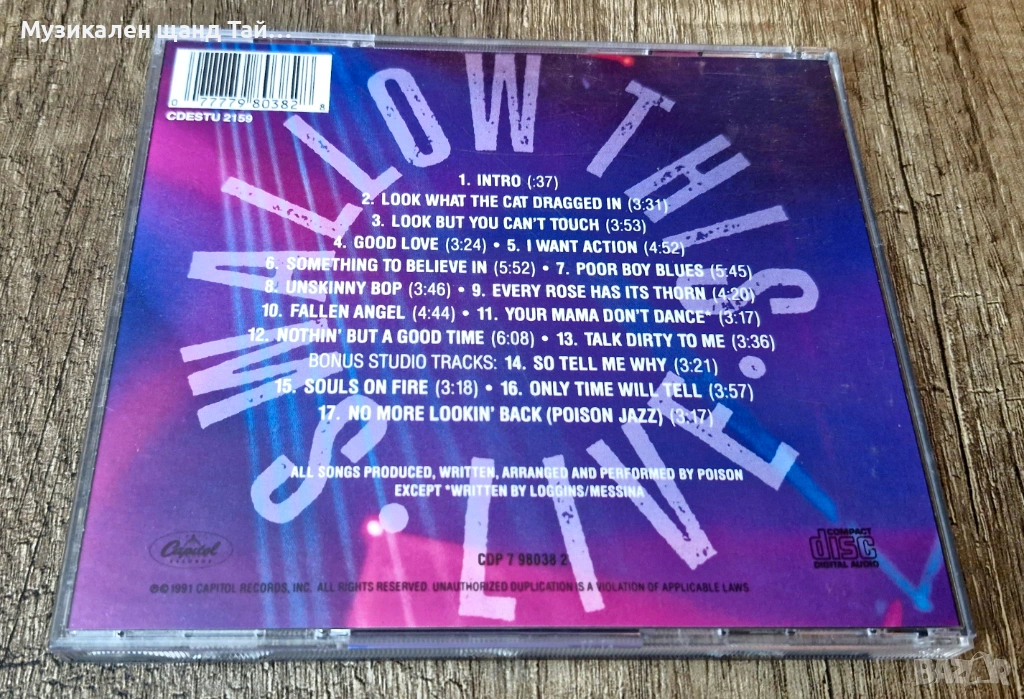 Музикален щанд Тай...
0 77779 80382 8
CDESTU 2159
SWALLOW THIS. LIVE.
1. INTRO (:37)
2. LOOK WHAT THE CAT DRAGGED IN (3:31)
3. LOOK BUT YOU CAN'T TOUCH (3:53)
4. GOOD LOVE (3:24) • 5. I WANT ACTION (4:52)
6. SOMETHING TO BELIEVE IN (5:52) • 7. POOR BOY BLUES (5:45)
8. UNSKINNY BOP (3:46) • 9. EVERY ROSE HAS ITS THORN (4:20)
10. FALLEN ANGEL (4:44) • 11. YOUR MAMA DON'T DANCE* (3:17)
12. NOTHIN' BUT A GOOD TIME (6:08) • 13. TALK DIRTY TO ME (3:36)
BONUS STUDIO TRACKS: 14. SO TELL ME WHY (3:21)
15. SOULS ON FIRE (3:18) • 16. ONLY TIME WILL TELL (3:57)
17. NO MORE LOOKIN' BACK (POISON JAZZ) (3:17)
ALL SONGS PRODUCED, WRITTEN, ARRANGED AND PERFORMED BY POISON
EXCEPT *WRITTEN BY LOGGINS/MESSINA
Capitol
RECORDS
CDP 7 98038 2
COMPACT
disc
DIGITAL AUDIO
℗© 1991 CAPITOL RECORDS, INC. ALL RIGHTS RESERVED. UNAUTHORIZED DUPLICATION IS A VIOLATION OF APPLICABLE LAWS
BAZAR